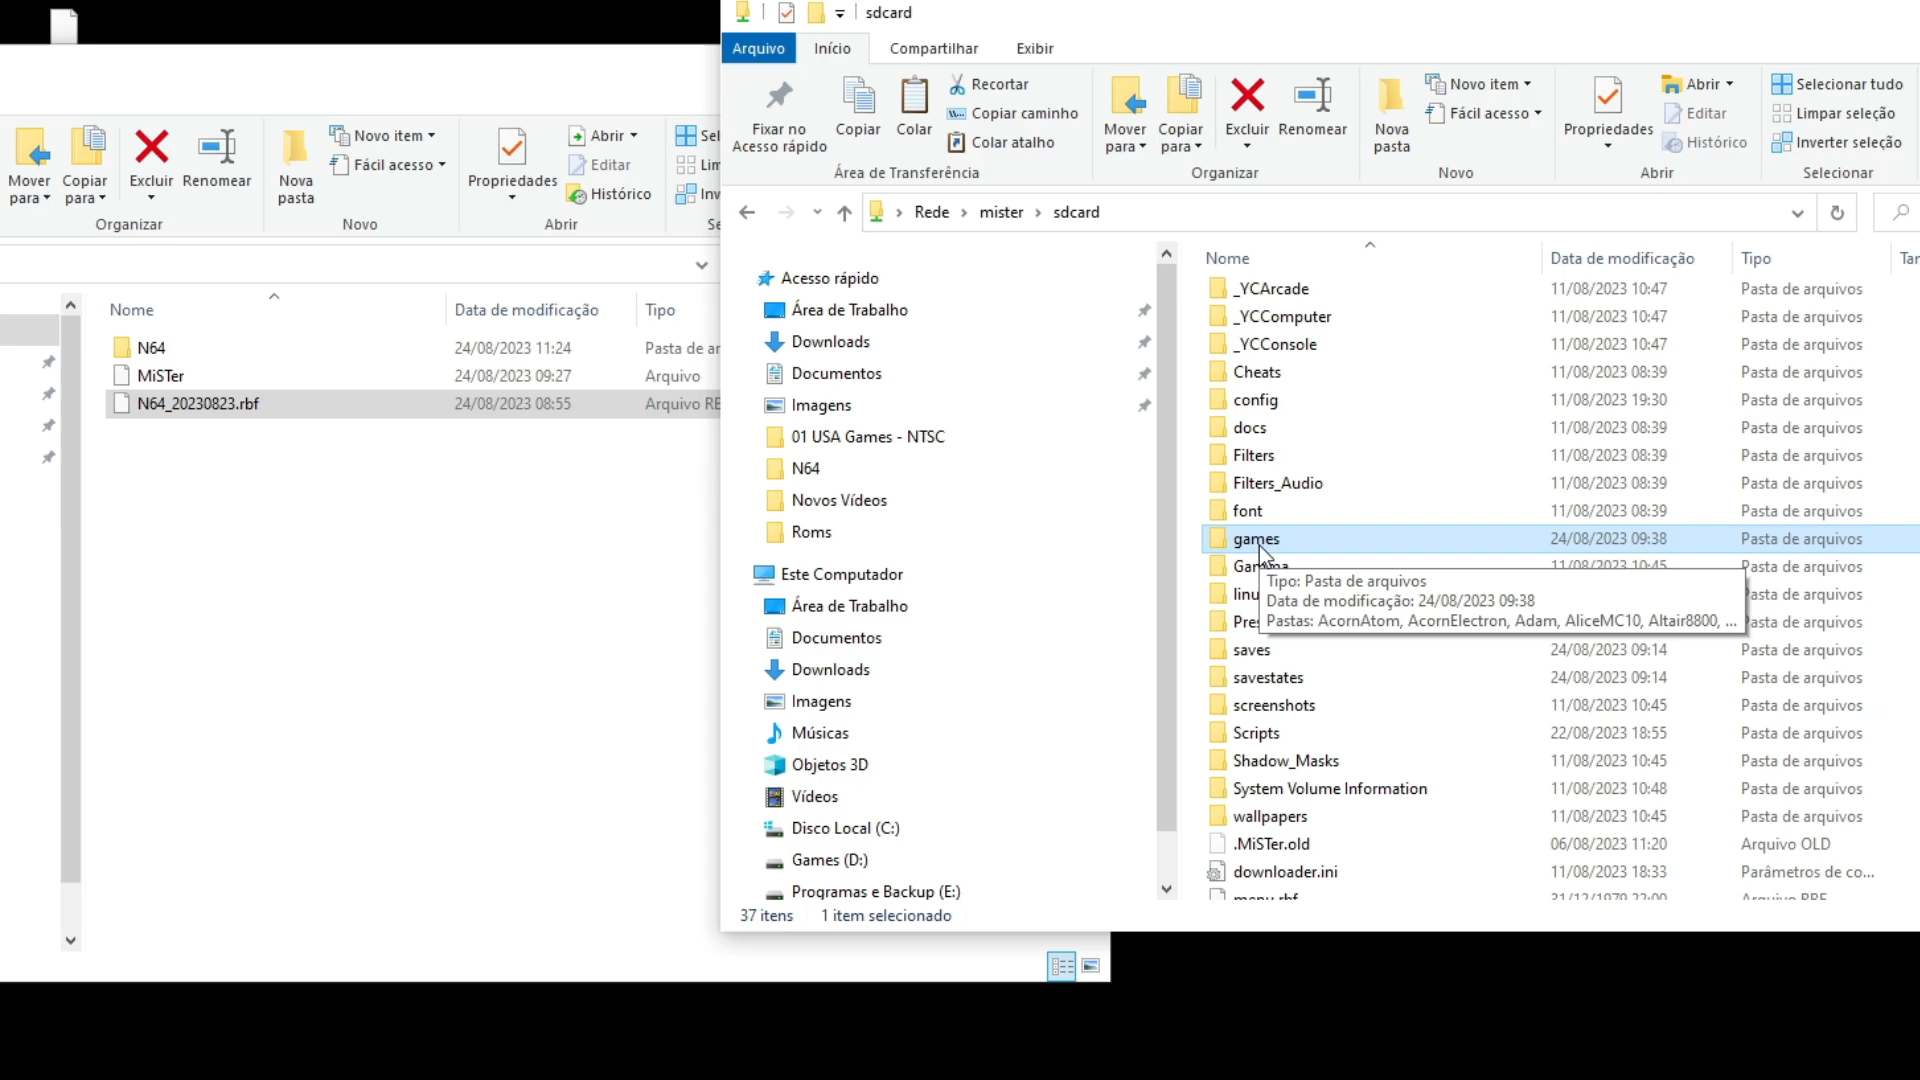 Mover para
Copiar para
Excluir
Renomear
Organizar
Nova pasta
Novo item
Fácil acesso
Novo
Propriedades
Abrir
Editar
Histórico
Abrir
Nome
Data de modificação
Tipo
N64
24/08/2023 11:24
Pasta de
MiSTer
24/08/2023 09:27
Arquivo
N64_20230823.rbf
24/08/2023 08:55
Arquivo
sdcard
Arquivo
Início
Compartilhar
Exibir
Fixar no
Acesso rápido
Copiar
Colar
Recortar
Copiar caminho
Colar atalho
Área de Transferência
Mover para
Copiar para
Excluir
Renomear
Organizar
Nova pasta
Novo item
Fácil acesso
Novo
Propriedades
Abrir
Editar
Histórico
Abrir
Selecionar tudo
Limpar seleção
Inverter seleção
Selecionar
Rede
mister
sdcard
Acesso rápido
Área de Trabalho
Downloads
Documentos
Imagens
01 USA Games - NTSC
N64
Novos Vídeos
Roms
Este Computador
Área de Trabalho
Documentos
Downloads
Imagens
Músicas
Objetos 3D
Vídeos
Disco Local (C:)
Games (D:)
Programas e Backup (E:)
Nome
Data de modificação
Tipo
_YCArcade 11/08/2023 10:47 Pasta de arquivos
_YCComputer 11/08/2023 10:47 Pasta de arquivos
_YCConsole 11/08/2023 10:47 Pasta de arquivos
Cheats 11/08/2023 08:39 Pasta de arquivos
config 11/08/2023 19:30 Pasta de arquivos
docs 11/08/2023 08:39 Pasta de arquivos
Filters 11/08/2023 08:39 Pasta de arquivos
Filters_Audio 11/08/2023 08:39 Pasta de arquivos
font 11/08/2023 08:39 Pasta de arquivos
games 24/08/2023 09:38 Pasta de arquivos
11/08/2023 10:45 Pasta de arquivos
Tipo: Pasta de arquivos
Data de modificação: 24/08/2023 09:38
Pastas: AcornAtom, AcornElectron, Adam, AliceMC10, Altair8800, ...
saves 24/08/2023 09:14 Pasta de arquivos
savestates 24/08/2023 09:14 Pasta de arquivos
screenshots 11/08/2023 10:45 Pasta de arquivos
Scripts 22/08/2023 18:55 Pasta de arquivos
Shadow_Masks 11/08/2023 10:45 Pasta de arquivos
System Volume Information 11/08/2023 10:48 Pasta de arquivos
wallpapers 11/08/2023 10:45 Pasta de arquivos
.MiSTer.old 06/08/2023 11:20 Arquivo OLD
downloader.ini 11/08/2023 18:33 Parâmetros de co...
37 itens
1 item selecionado